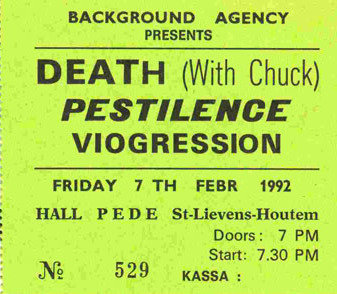 BACKGROUND AGENCY
PRESENTS
DEATH (With Chuck)
PESTILENCE
VIOGRESSION
FRIDAY 7 TH FEBR 1992
HALL PEDE St-Lievens-Houtem
Doors: 7 PM
Start: 7.30 PM
№ 529 KASSA :